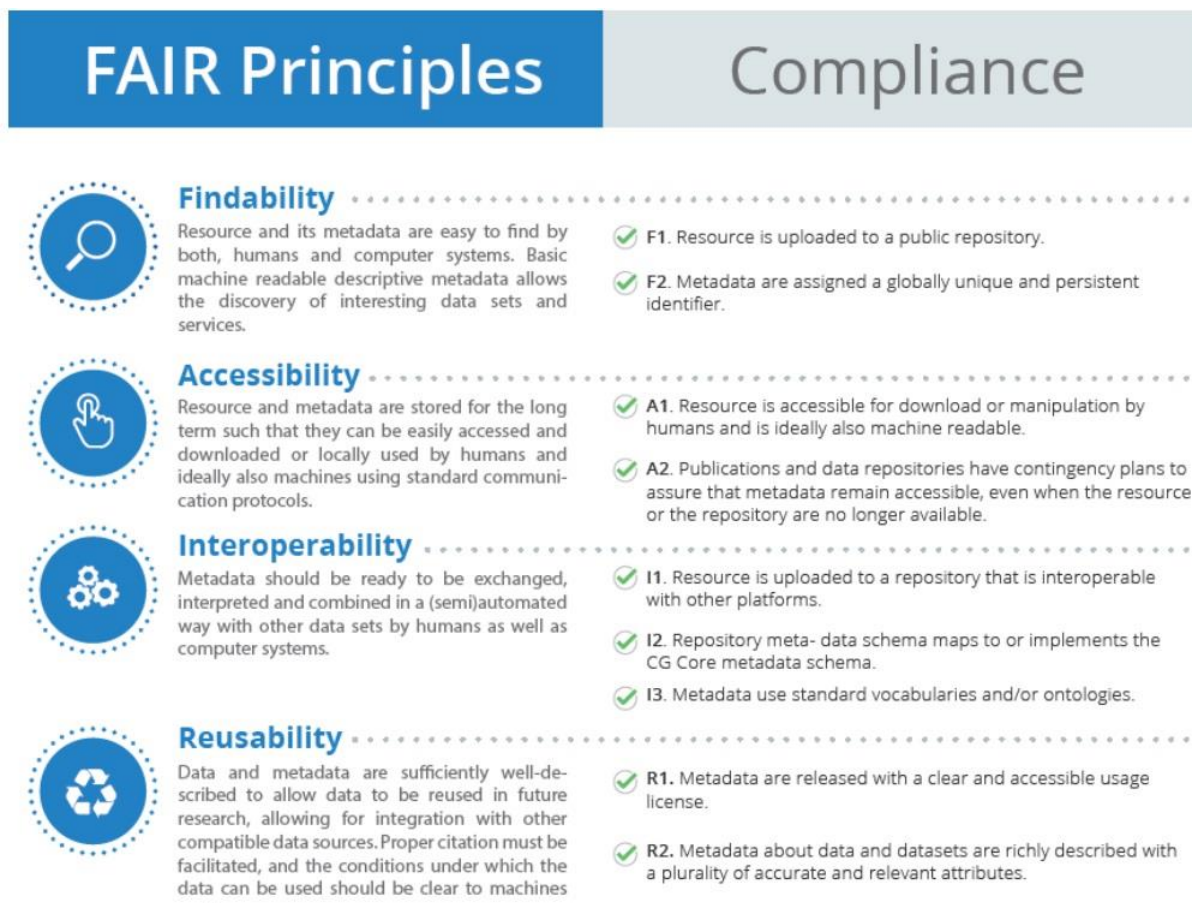 FAIR Principles
Compliance
Findability
Resource and its metadata are easy to find by
both, humans and computer systems. Basic
machine readable descriptive metadata allows
the discovery of interesting data sets and
services.
F1. Resource is uploaded to a public repository.
F2. Metadata are assigned a globally unique and persistent
identifier.
Accessibility
Resource and metadata are stored for the long
term such that they can be easily accessed and
downloaded or locally used by humans and
ideally also machines using standard communi-
cation protocols.
A1. Resource is accessible for download or manipulation by
humans and is ideally also machine readable.
A2. Publications and data repositories have contingency plans to
assure that metadata remain accessible, even when the resource
or the repository are no longer available.
Interoperability
Metadata should be ready to be exchanged,
interpreted and combined in a (semi)automated
way with other data sets by humans as well as
computer systems.
I1. Resource is uploaded to a repository that is interoperable
with other platforms.
I2. Repository meta- data schema maps to or implements the
CG Core metadata schema.
I3. Metadata use standard vocabularies and/or ontologies.
Reusability
Data and metadata are sufficiently well-de-
scribed to allow data to be reused in future
research, allowing for integration with other
compatible data sources. Proper citation must be
facilitated, and the conditions under which the
data can be used should be clear to machines
R1. Metadata are released with a clear and accessible usage
license.
R2. Metadata about data and datasets are richly described with
a plurality of accurate and relevant attributes.